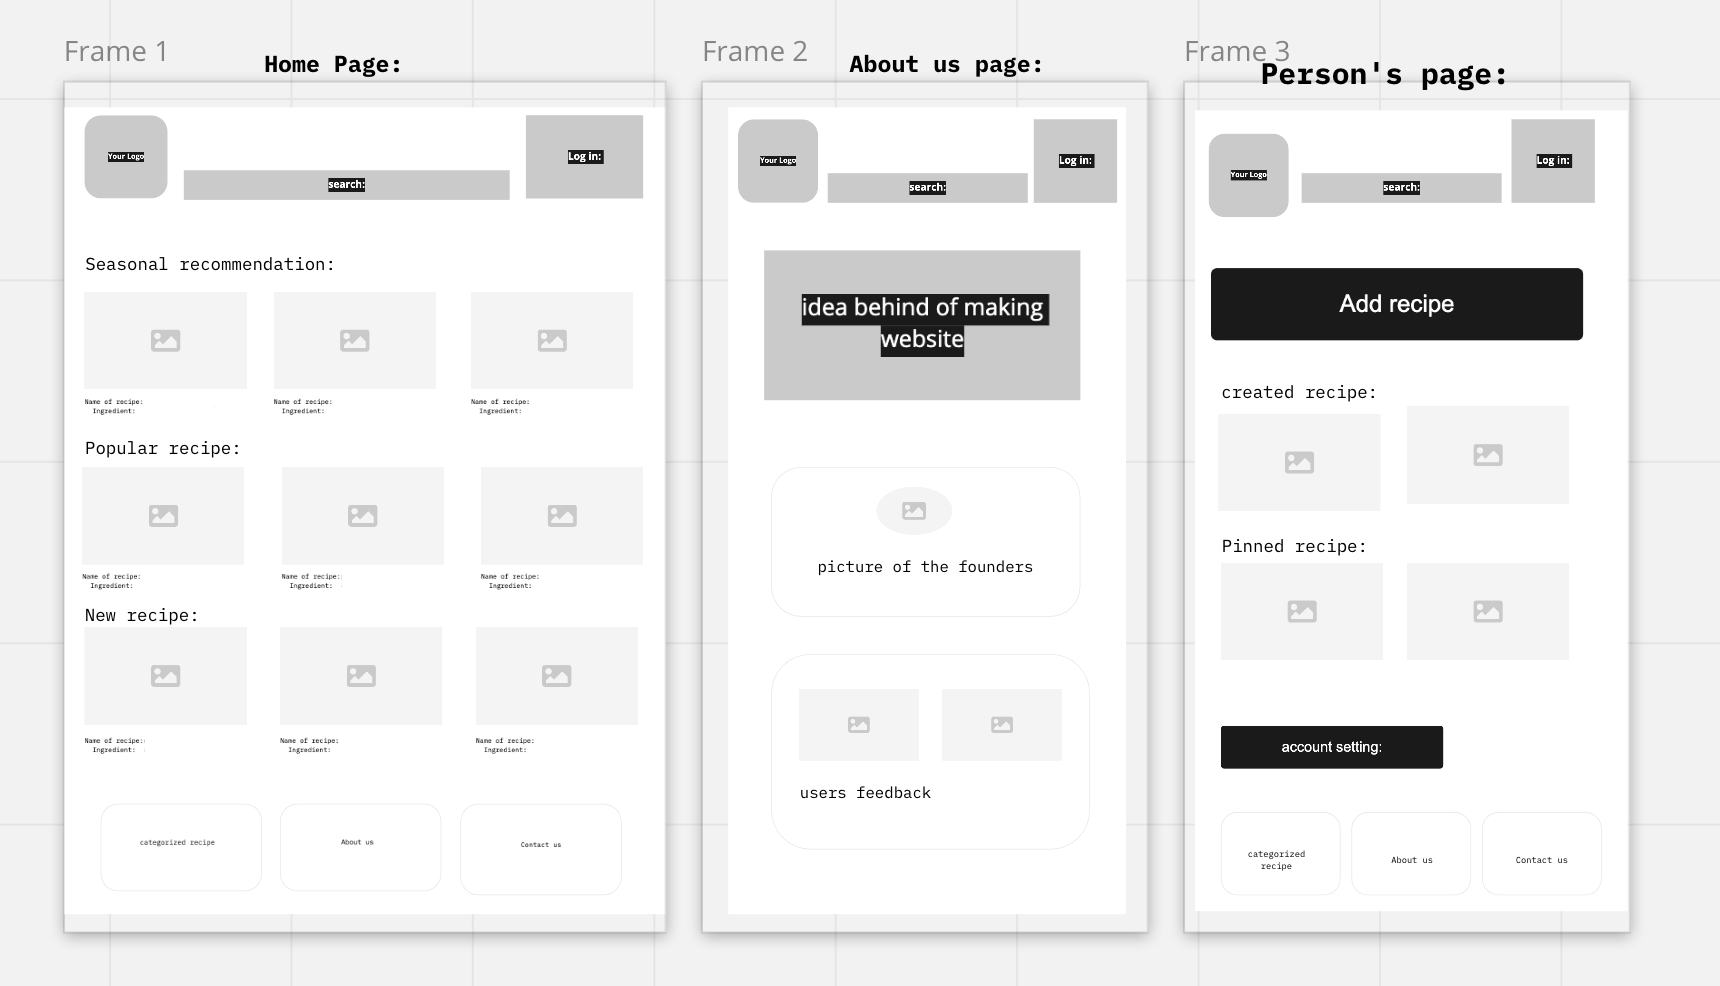 Frame 1
Home Page:
Your Logo
search:
Log in:
Seasonal recommendation:
Name of recipe:
Ingredient:
Name of recipe:
Ingredient:
Name of recipe:
Ingredient:
Popular recipe:
Name of recipe:
Ingredient:
Name of recipe:
Ingredient:
Name of recipe:
Ingredient:
New recipe:
Name of recipe:
Ingredient:
Name of recipe:
Ingredient:
Name of recipe:
Ingredient:
categorized recipe
About us
Contact us
Frame 2
About us page:
Your Logo
search:
Log in:
idea behind of making
website
picture of the founders
users feedback
Frame 3
Person's page:
Your Logo
search:
Log in:
Add recipe
created recipe:
Pinned recipe:
account setting:
categorized
recipe
About us
Contact us